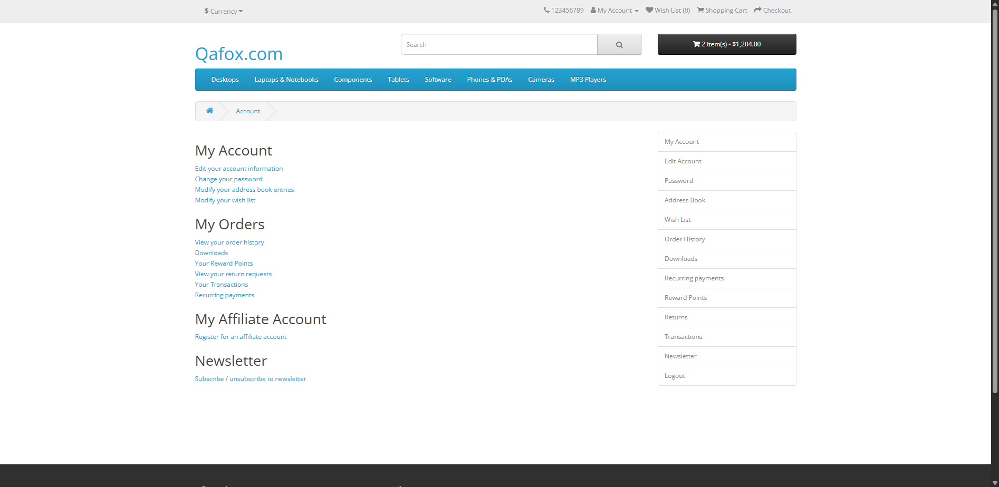 $ Currency
123456789 My Account Wish List (0) Shopping Cart Checkout
Qafox.com
Search
2 item(s) - $1,204.00
Desktops Laptops & Notebooks Components Tablets Software Phones & PDAs Cameras MP3 Players
Account
My Account
Edit your account information
Change your password
Modify your address book entries
Modify your wish list
My Orders
View your order history
Downloads
Your Reward Points
View your return requests
Your Transactions
Recurring payments
My Affiliate Account
Register for an affiliate account
Newsletter
Subscribe / unsubscribe to newsletter
My Account
Edit Account
Password
Address Book
Wish List
Order History
Downloads
Recurring payments
Reward Points
Returns
Transactions
Newsletter
Logout